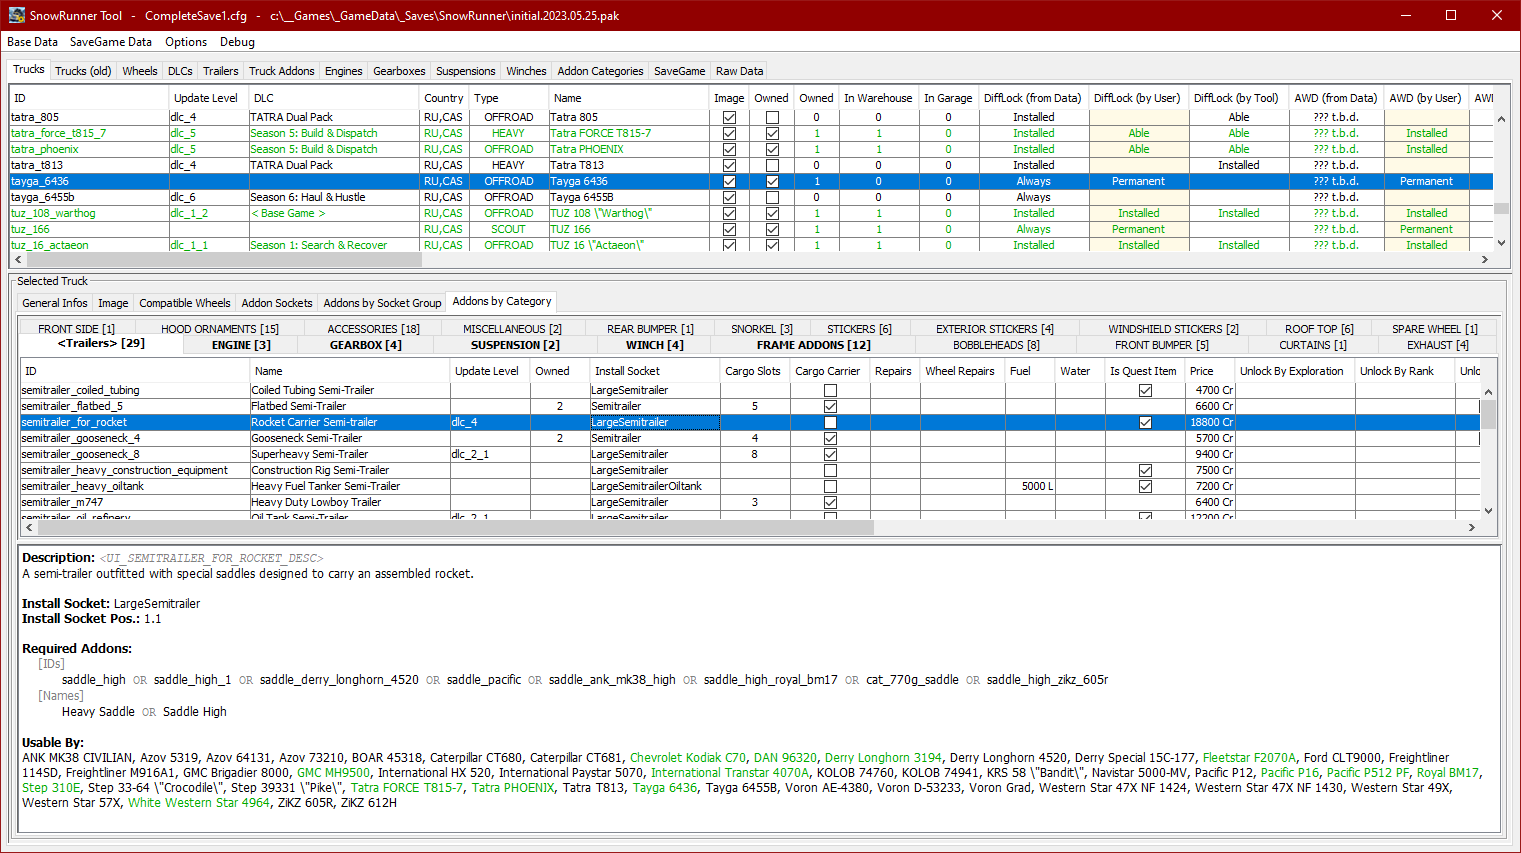 SnowRunner Tool - CompleteSave1.cfg - c:\__Games\_GameData\_Saves\SnowRunner\initial.2023.05.25.pak
Base Data SaveGame Data Options Debug
Trucks Trucks (old) Wheels DLCs Trailers Truck Addons Engines Gearboxes Suspensions Winches Addon Categories SaveGame Raw Data
ID Update Level DLC Country Type Name Image Owned Owned In Warehouse In Garage DiffLock (from Data) DiffLock (by User) DiffLock (by Tool) AWD (from Data) AWD (by User) AW
tatra_805 dlc_4 TATRA Dual Pack RU,CAS OFFROAD Tatra 805 0 0 0 Installed Able ??? t.b.d.
tatra_force_t815_7 dlc_5 Season 5: Build & Dispatch RU,CAS HEAVY Tatra FORCE T815-7 1 1 0 Installed Able Able ??? t.b.d. Installed
tatra_phoenix dlc_5 Season 5: Build & Dispatch RU,CAS OFFROAD Tatra PHOENIX 1 1 0 Installed Able Able ??? t.b.d. Installed
tatra_t813 dlc_4 TATRA Dual Pack RU,CAS HEAVY Tatra T813 0 0 0 Installed Installed ??? t.b.d.
tayga_6436 RU,CAS OFFROAD Tayga 6436 1 0 0 Always Permanent ??? t.b.d. Permanent
tayga_6455b dlc_6 Season 6: Haul & Hustle RU,CAS OFFROAD Tayga 6455B 0 0 0 Always ??? t.b.d.
tuz_108_warthog dlc_1_2 < Base Game > RU,CAS OFFROAD TUZ 108 \"Warthog\" 1 1 0 Installed Installed Installed ??? t.b.d. Installed
tuz_166 RU,CAS SCOUT TUZ 166 1 1 0 Always Permanent ??? t.b.d. Permanent
tuz_16_actaeon dlc_1_1 Season 1: Search & Recover RU,CAS OFFROAD TUZ 16 \"Actaeon\" 1 1 0 Installed Installed Installed ??? t.b.d. Installed
Selected Truck
General Infos Image Compatible Wheels Addon Sockets Addons by Socket Group Addons by Category
FRONT SIDE [1] HOOD ORNAMENTS [15] ACCESSORIES [18] MISCELLANEOUS [2] REAR BUMPER [1] SNORKEL [3] STICKERS [6] EXTERIOR STICKERS [4] WINDSHIELD STICKERS [2] ROOF TOP [6] SPARE WHEEL [1]
<Trailers> [29] ENGINE [3] GEARBOX [4] SUSPENSION [2] WINCH [4] FRAME ADDONS [12] BOBBLEHEADS [8] FRONT BUMPER [5] CURTAINS [1] EXHAUST [4]
ID Name Update Level Owned Install Socket Cargo Slots Cargo Carrier Repairs Wheel Repairs Fuel Water Is Quest Item Price Unlock By Exploration Unlock By Rank Unlo
semitrailer_coiled_tubing Coiled Tubing Semi-Trailer LargeSemitrailer 4700 Cr
semitrailer_flatbed_5 Flatbed Semi-Trailer 2 Semitrailer 5 6600 Cr
semitrailer_for_rocket Rocket Carrier Semi-trailer dlc_4 LargeSemitrailer 18800 Cr
semitrailer_gooseneck_4 Gooseneck Semi-Trailer 2 Semitrailer 4 5700 Cr
semitrailer_gooseneck_8 Superheavy Semi-Trailer dlc_2_1 LargeSemitrailer 8 9400 Cr
semitrailer_heavy_construction_equipment Construction Rig Semi-Trailer LargeSemitrailer 7500 Cr
semitrailer_heavy_oiltank Heavy Fuel Tanker Semi-Trailer LargeSemitrailerOiltank 5000 L 7200 Cr
semitrailer_m747 Heavy Duty Lowboy Trailer LargeSemitrailer 3 6400 Cr
semitrailer_oil_refinery Oil Tank Semi-Trailer dlc_2_1 LargeSemitrailer 12200 Cr
Description: <UI_SEMITRAILER_FOR_ROCKET_DESC>
A semi-trailer outfitted with special saddles designed to carry an assembled rocket.
Install Socket: LargeSemitrailer
Install Socket Pos.: 1.1
Required Addons:
[IDs]
saddle_high OR saddle_high_1 OR saddle_derry_longhorn_4520 OR saddle_pacific OR saddle_ank_mk38_high OR saddle_high_royal_bm17 OR cat_770g_saddle OR saddle_high_zikz_605r
[Names]
Heavy Saddle OR Saddle High
Usable By:
ANK MK38 CIVILIAN, Azov 5319, Azov 64131, Azov 73210, BOAR 45318, Caterpillar CT680, Caterpillar CT681, Chevrolet Kodiak C70, DAN 96320, Derry Longhorn 3194, Derry Longhorn 4520, Derry Special 15C-177, Fleetstar F2070A, Ford CLT9000, Freightliner
114SD, Freightliner M916A1, GMC Brigadier 8000, GMC MH9500, International HX 520, International Paystar 5070, International Transtar 4070A, KOLOB 74760, KOLOB 74941, KRS 58 \"Bandit\", Navistar 5000-MV, Pacific P12, Pacific P16, Pacific P512 PF, Royal BM17,
Step 310E, Step 33-64 \"Crocodile\", Step 39331 \"Pike\", Tatra FORCE T815-7, Tatra PHOENIX, Tatra T813, Tayga 6436, Tayga 6455B, Voron AE-4380, Voron D-53233, Voron Grad, Western Star 47X NF 1424, Western Star 47X NF 1430, Western Star 49X,
Western Star 57X, White Western Star 4964, ZiKZ 605R, ZiKZ 612H